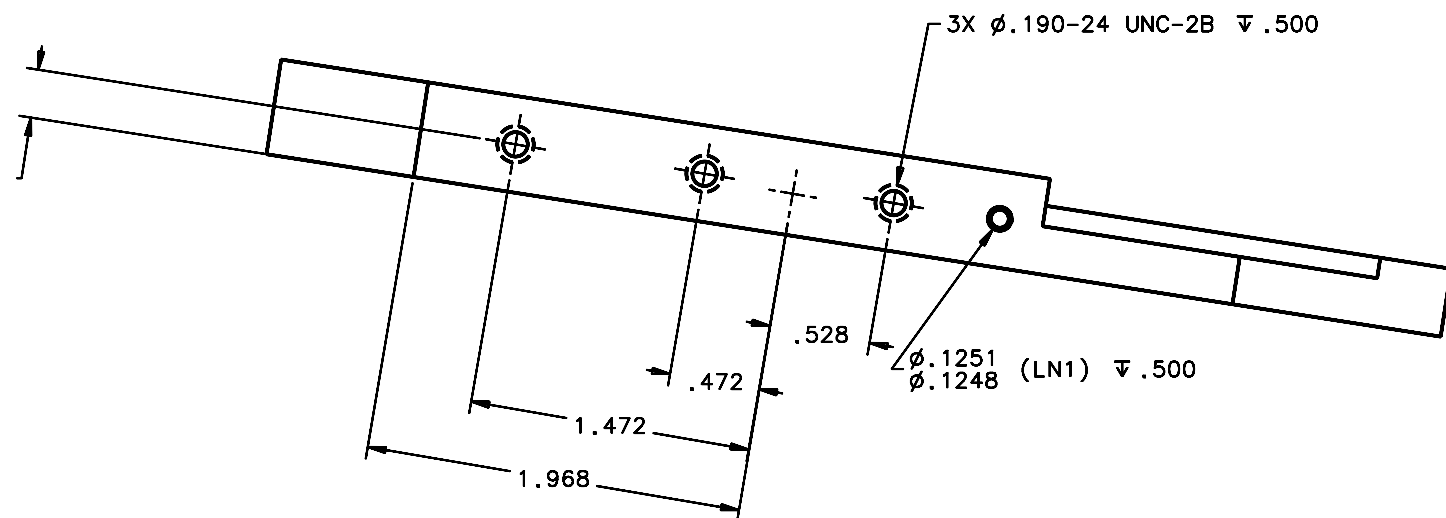 3X ⌀.190-24 UNC-2B ↧ .500
.528
⌀.1251
⌀.1248 (LN1) ↧ .500
.472
1.472
1.968